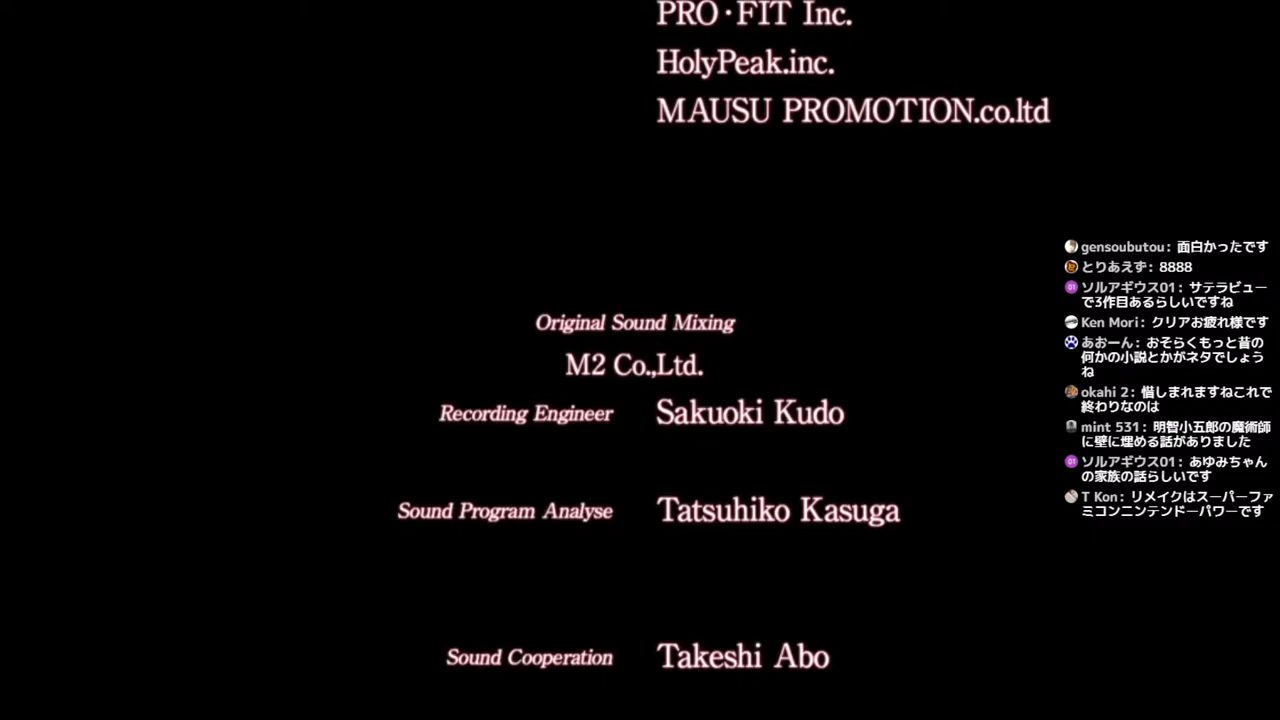 PRO・FIT Inc.
HolyPeak.inc.
MAUSU PROMOTION.co.ltd
Original Sound Mixing
M2 Co.,Ltd.
Recording Engineer Sakuoki Kudo
Sound Program Analyse Tatsuhiko Kasuga
Sound Cooperation Takeshi Abo
gensoubutou: 面白かったです
とりあえず: 8888
ソルアギウス01: サテラビュー
で3作目あるらしいですね
Ken Mori: クリアお疲れ様です
あおーん: おそらくもっと昔の
何かの小説とかがネタでしょう
ね
okahi 2: 惜しまれますねこれで
終わりなのは
mint 531: 明智小五郎の魔術師
に壁に埋める話がありました
ソルアギウス01: あゆみちゃん
の家族の話らしいです
T Kon: リメイクはスーパーファ
ミコンニンテンドーパワーです